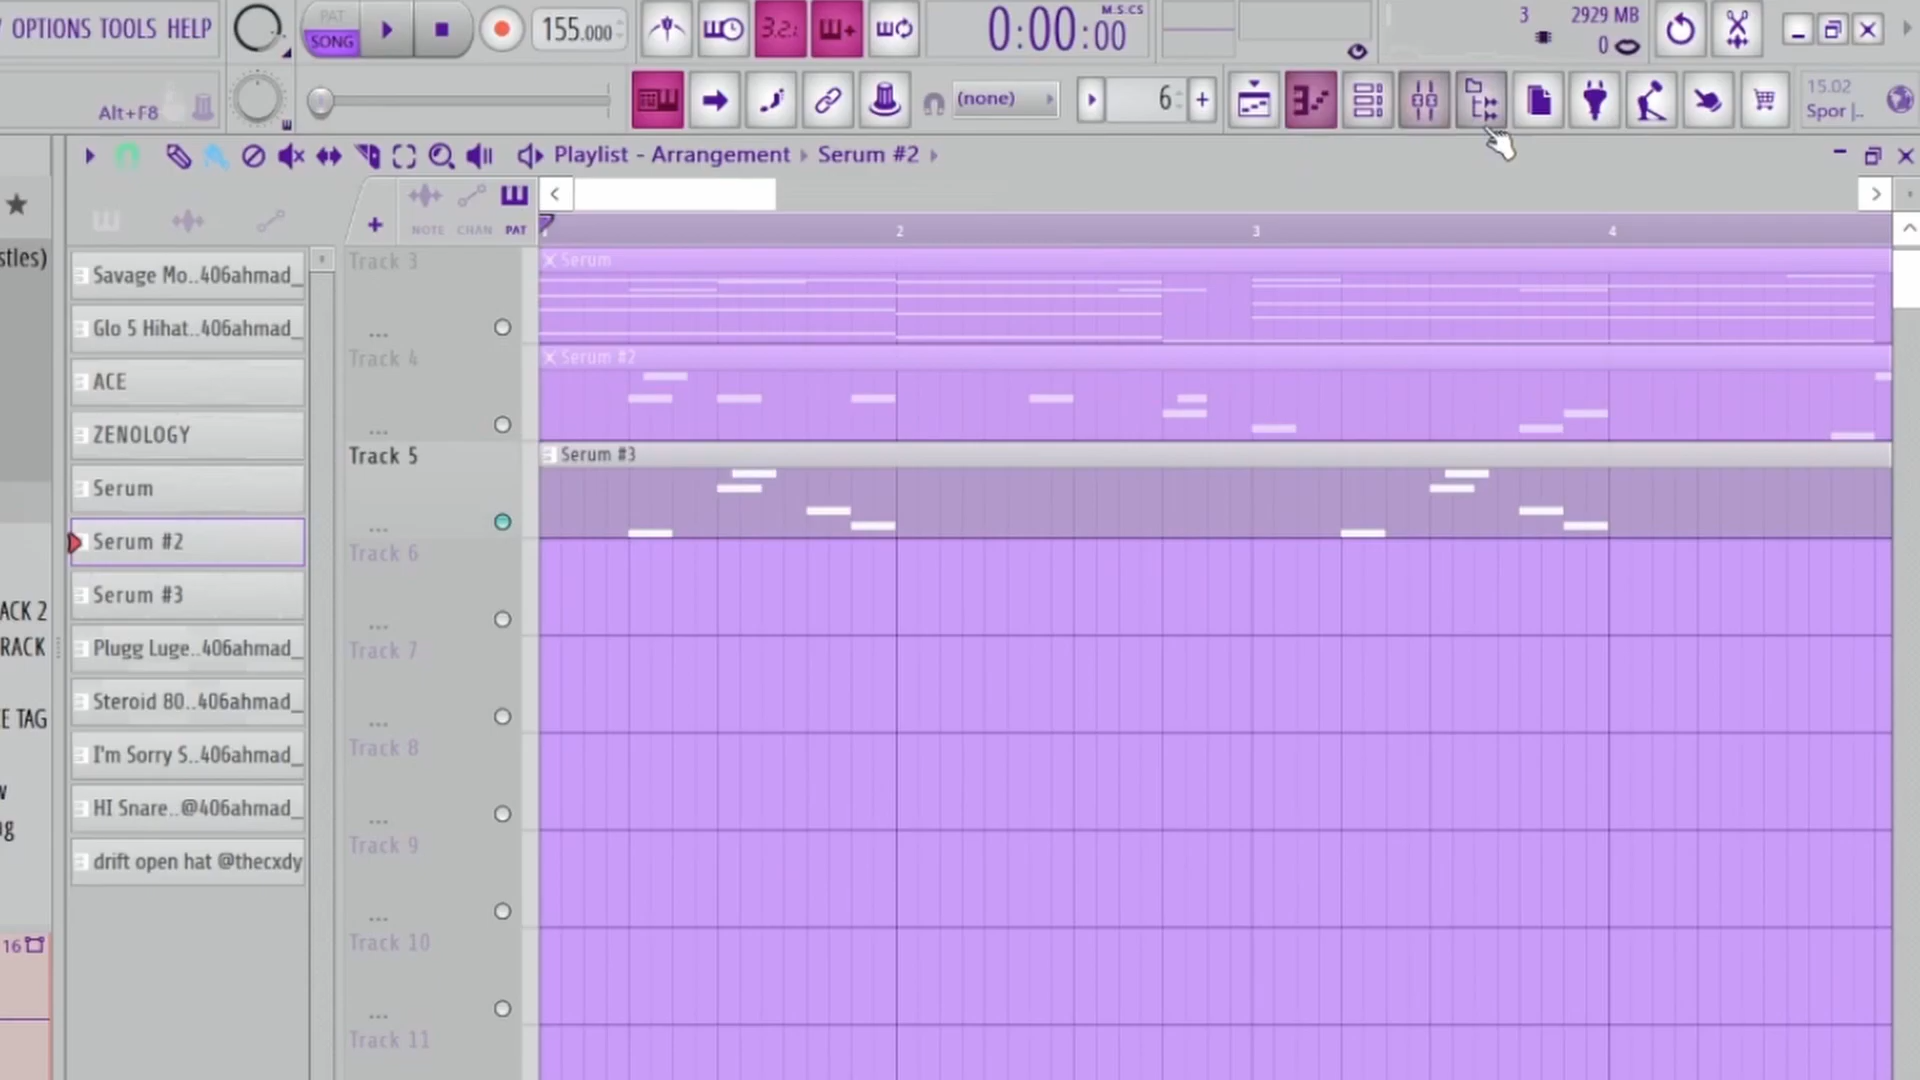 OPTIONS TOOLS HELP
PAT
SONG
155.000
3.2:
0:00:00
M:S:CS
3
2929 MB
0
Alt+F8
(none)
6
15.02
Spor |..
Playlist - Arrangement › Serum #2 ›
NOTE CHAN PAT
2 3 4
stles)
ACK 2
RACK
E TAG
w
g
16
Savage Mo..406ahmad_
Glo 5 Hihat..406ahmad_
ACE
ZENOLOGY
Serum
Serum #2
Serum #3
Plugg Luge..406ahmad_
Steroid 80..406ahmad_
I'm Sorry S..406ahmad_
HI Snare..@406ahmad_
drift open hat @thecxdy
Track 3
Serum
Track 4
Serum #2
Track 5
Serum #3
Track 6
Track 7
Track 8
Track 9
Track 10
Track 11